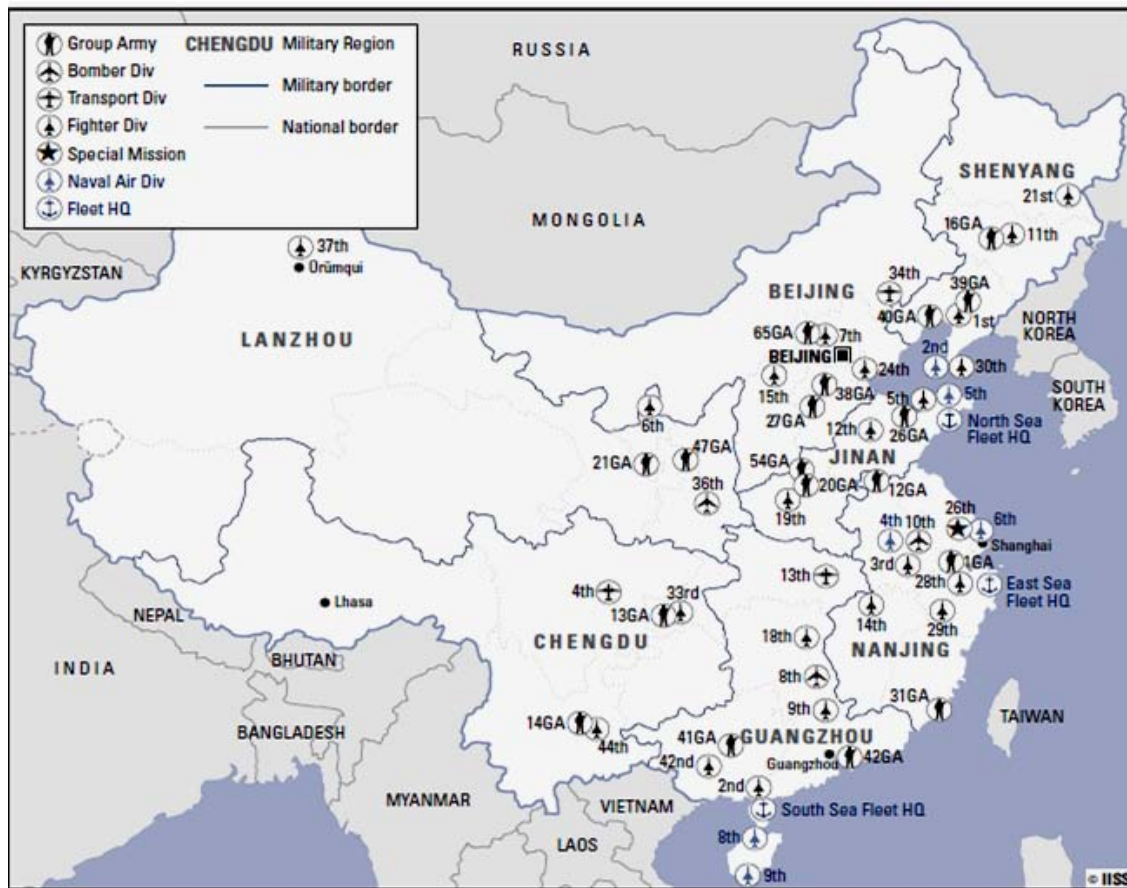 Group Army
Bomber Div
Transport Div
Fighter Div
Special Mission
Naval Air Div
Fleet HQ
CHENGDU Military Region
Military border
National border
RUSSIA
MONGOLIA
KYRGYZSTAN
37th
Orümqui
LANZHOU
SHENYANG
21st
16GA
11th
34th
39GA
BEIJING
40GA
1st
NORTH
KOREA
65GA
7th
BEIJING
2nd
24th
30th
SOUTH
KOREA
15th
38GA
5th
5th
27GA
6th
12th
26GA
North Sea
Fleet HQ
21GA
47GA
54GA
JINAN
20GA
12GA
36th
19th
26th
6th
4th
10th
Shanghai
3rd
1GA
28th
East Sea
Fleet HQ
13th
4th
33rd
13GA
Lhasa
NEPAL
CHENGDU
14th
29th
18th
NANJING
INDIA
BHUTAN
8th
31GA
9th
BANGLADESH
14GA
44th
41GA
GUANGZHOU
TAIWAN
42nd
Guangzhou
42GA
2nd
MYANMAR
VIETNAM
South Sea Fleet HQ
LAOS
8th
9th
© IISS